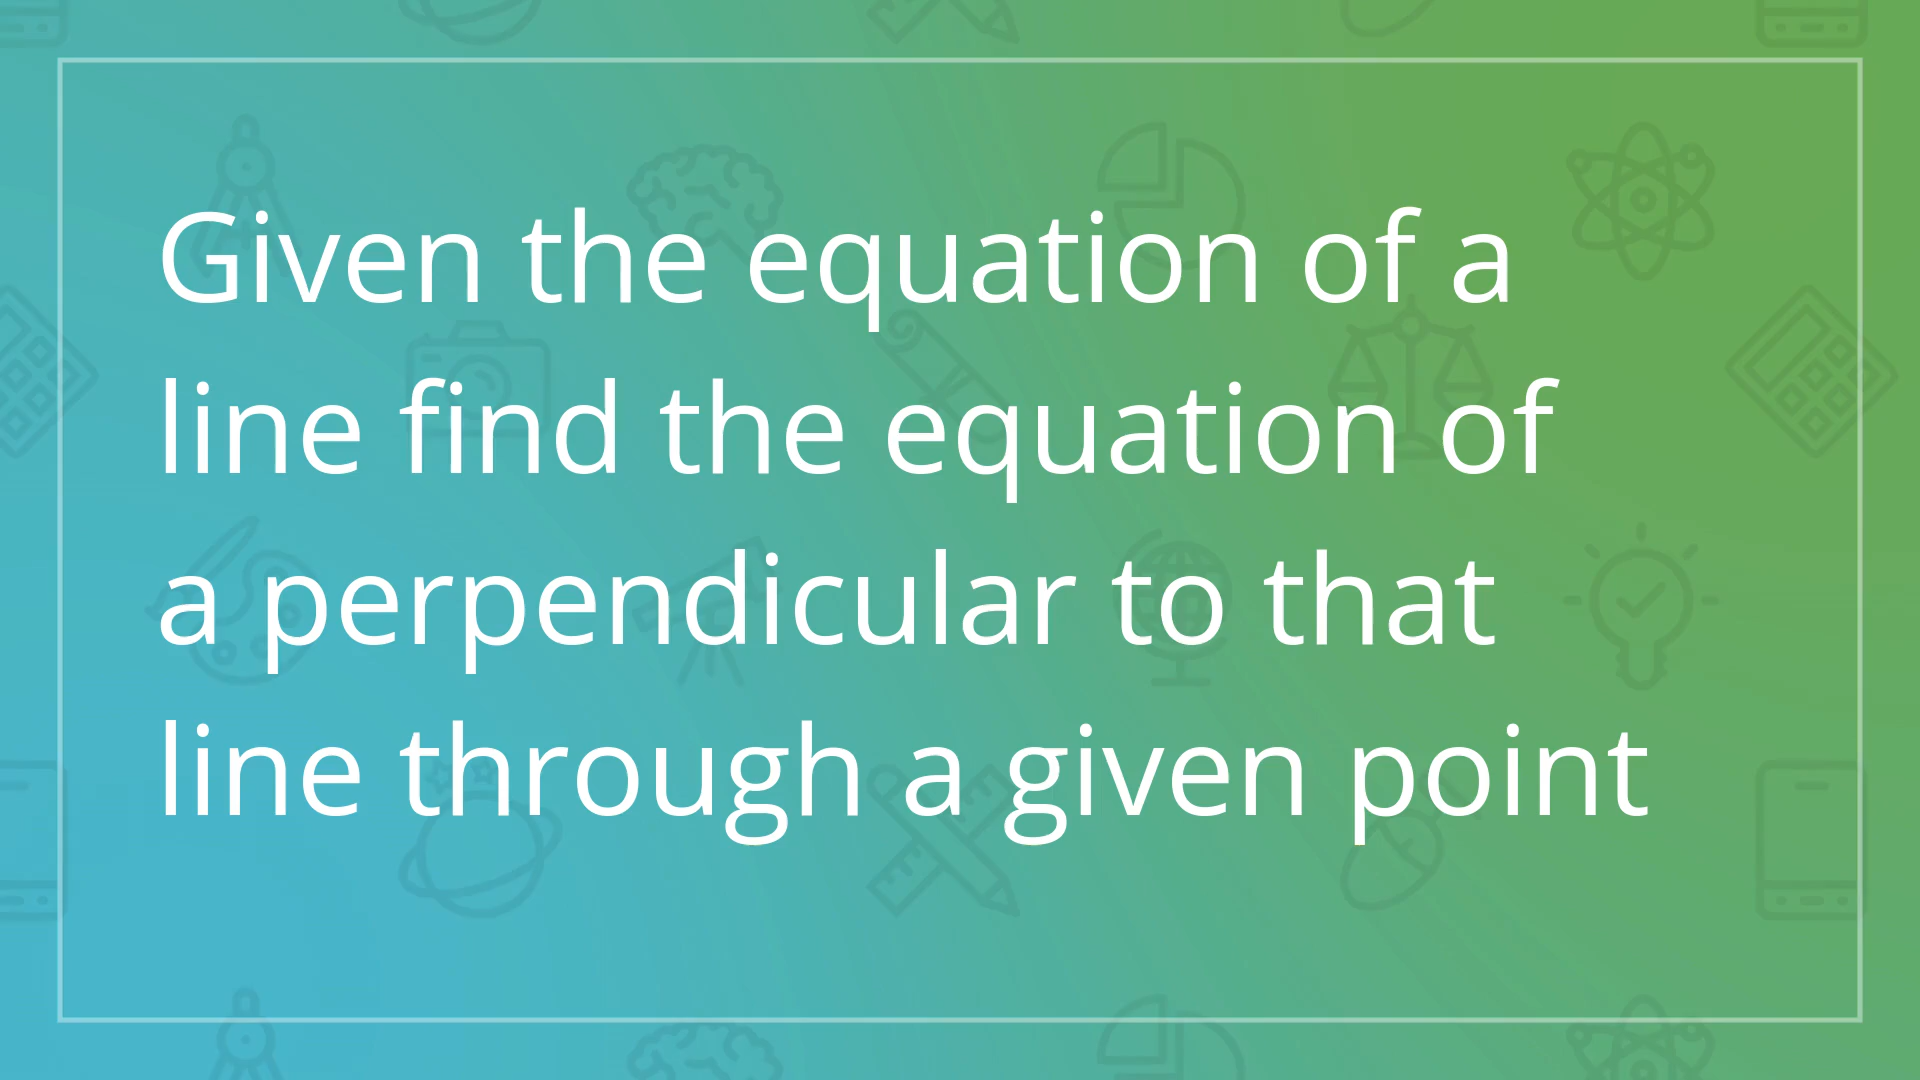 Given the equation of a
line find the equation of
a perpendicular to that
line through a given point